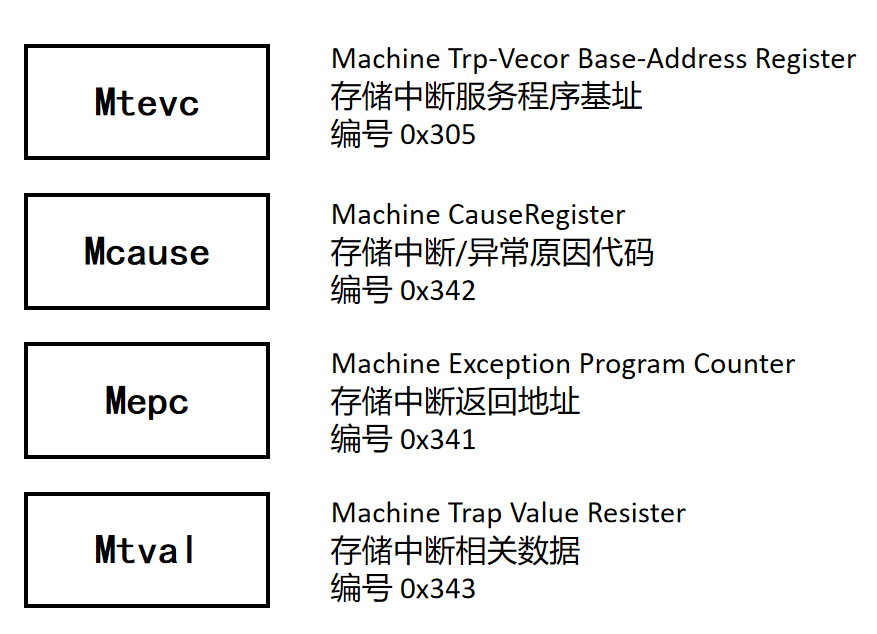 Mtevc
Machine Trp-Vecor Base-Address Register
存储中断服务程序基址
编号 0x305
Mcause
Machine CauseRegister
存储中断/异常原因代码
编号 0x342
Mepc
Machine Exception Program Counter
存储中断返回地址
编号 0x341
Mtval
Machine Trap Value Resister
存储中断相关数据
编号 0x343